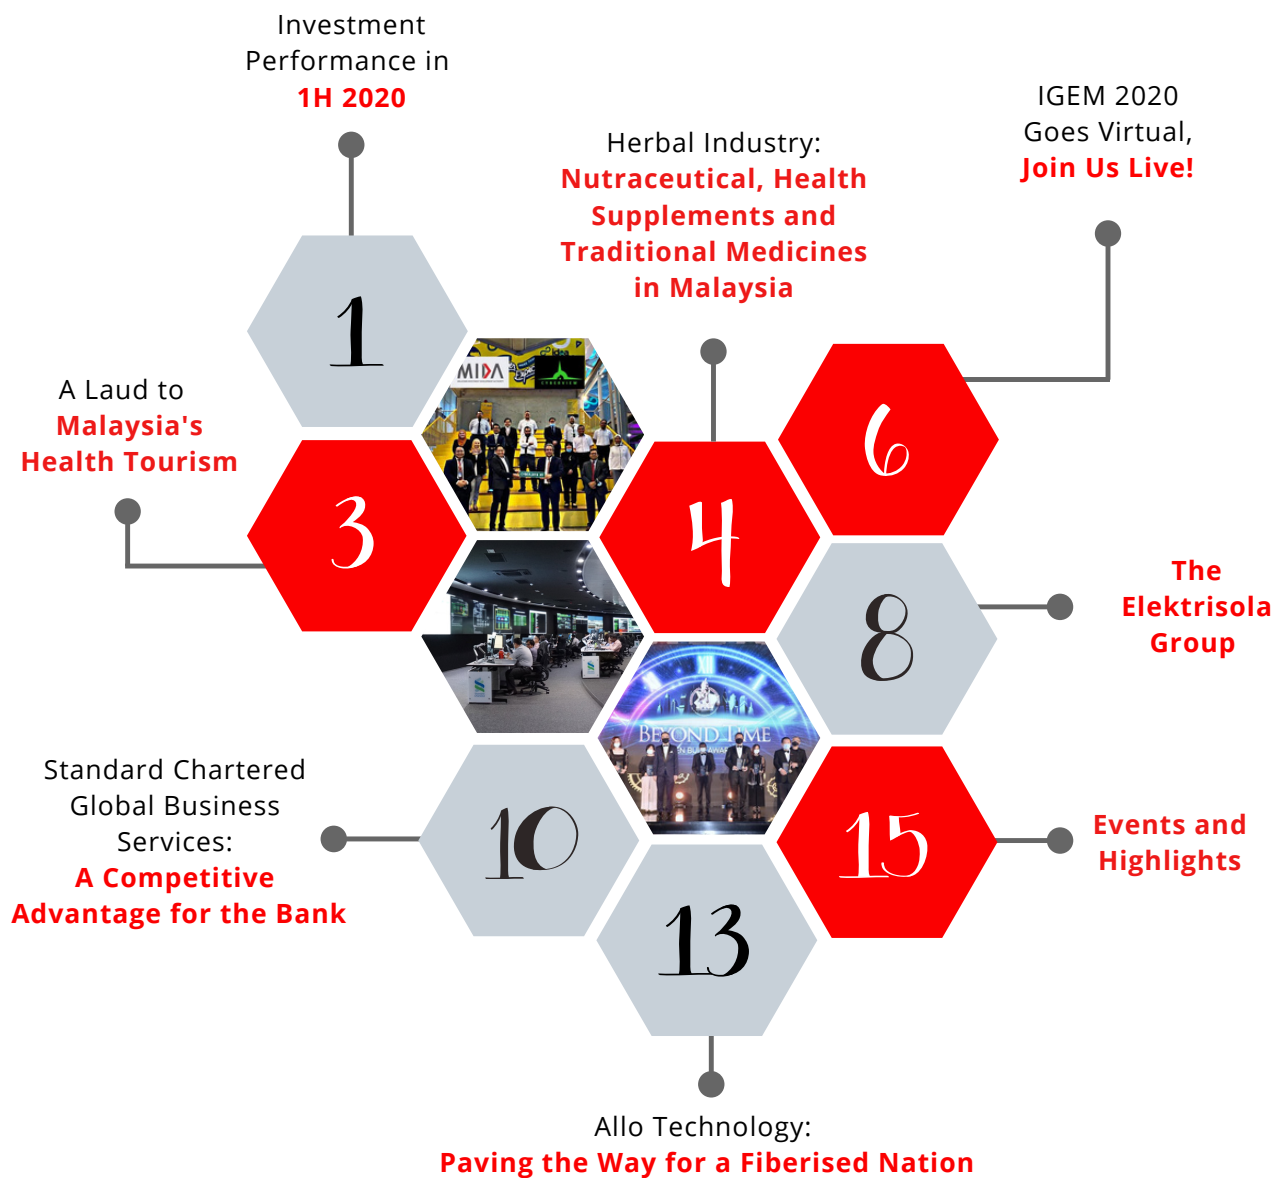 Investment
Performance in
1H 2020
IGEM 2020
Goes Virtual,
Join Us Live!
Herbal Industry:
Nutraceutical, Health
Supplements and
Traditional Medicines
in Malaysia
1
MIDA
CYBERVIEW
A Laud to
Malaysia's
Health Tourism
6
3
4
The
Elektrisola
Group
8
XII
BEYOND TIME
Standard Chartered
Global Business
Services:
A Competitive
Advantage for the Bank
10
15
Events and
Highlights
13
Allo Technology:
Paving the Way for a Fiberised Nation